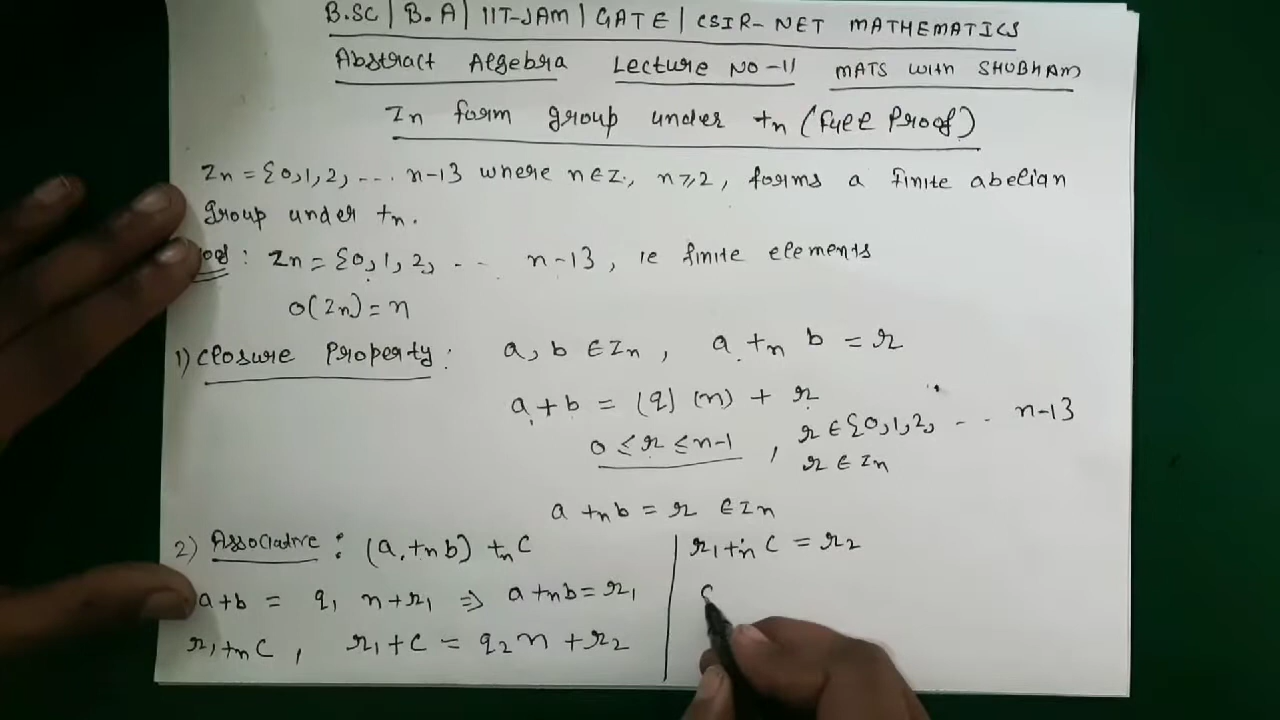 B.SC | B.A | IIT-JAM | GATE | CSIR-NET MATHEMATICS
Abstract Algebra Lecture NO-11 MATS with SHUBHAM
Zn form group under +n (Full Proof)
Zn = {0,1,2, .... n-1} where n∈Z, n≥2, forms a finite abelian
group under +n.
: Zn = {0,1,2, .. .. n-1}, ie finite elements
O(Zn) = n
1) Closure Property : a, b ∈ Zn, a +n b = r
a + b = (q) (n) + r
0 ≤ r ≤ n-1, r ∈ {0,1,2, .. .. n-1}
r ∈ Zn
a +n b = r ∈ Zn
2) Associative : (a +n b) +n c
a+b = q1 n+r1 ⇒ a +n b = r1
r1 +n c, r1 + c = q2 n + r2
r1 +n c = r2